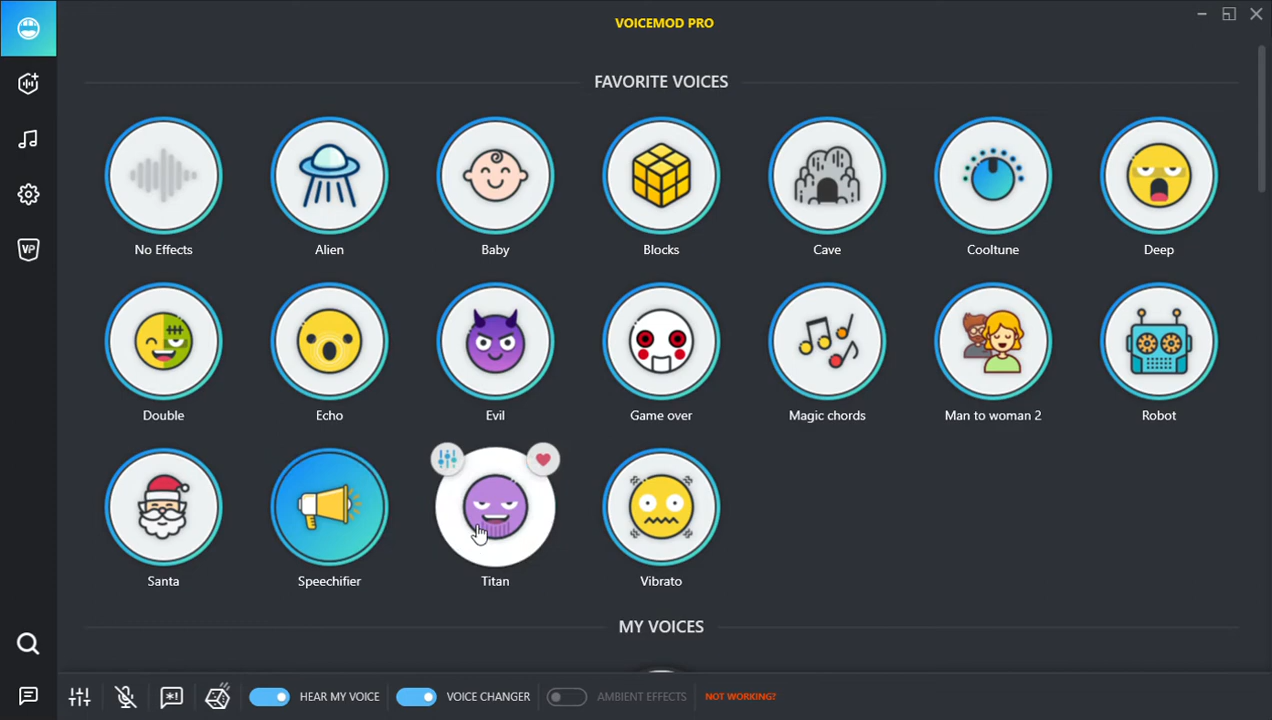 VOICEMOD PRO
FAVORITE VOICES
No Effects
Alien
Baby
Blocks
Cave
Cooltune
Deep
Double
Echo
Evil
Game over
Magic chords
Man to woman 2
Robot
Santa
Speechifier
Titan
Vibrato
MY VOICES
VP
*!
HEAR MY VOICE
VOICE CHANGER
AMBIENT EFFECTS
NOT WORKING?